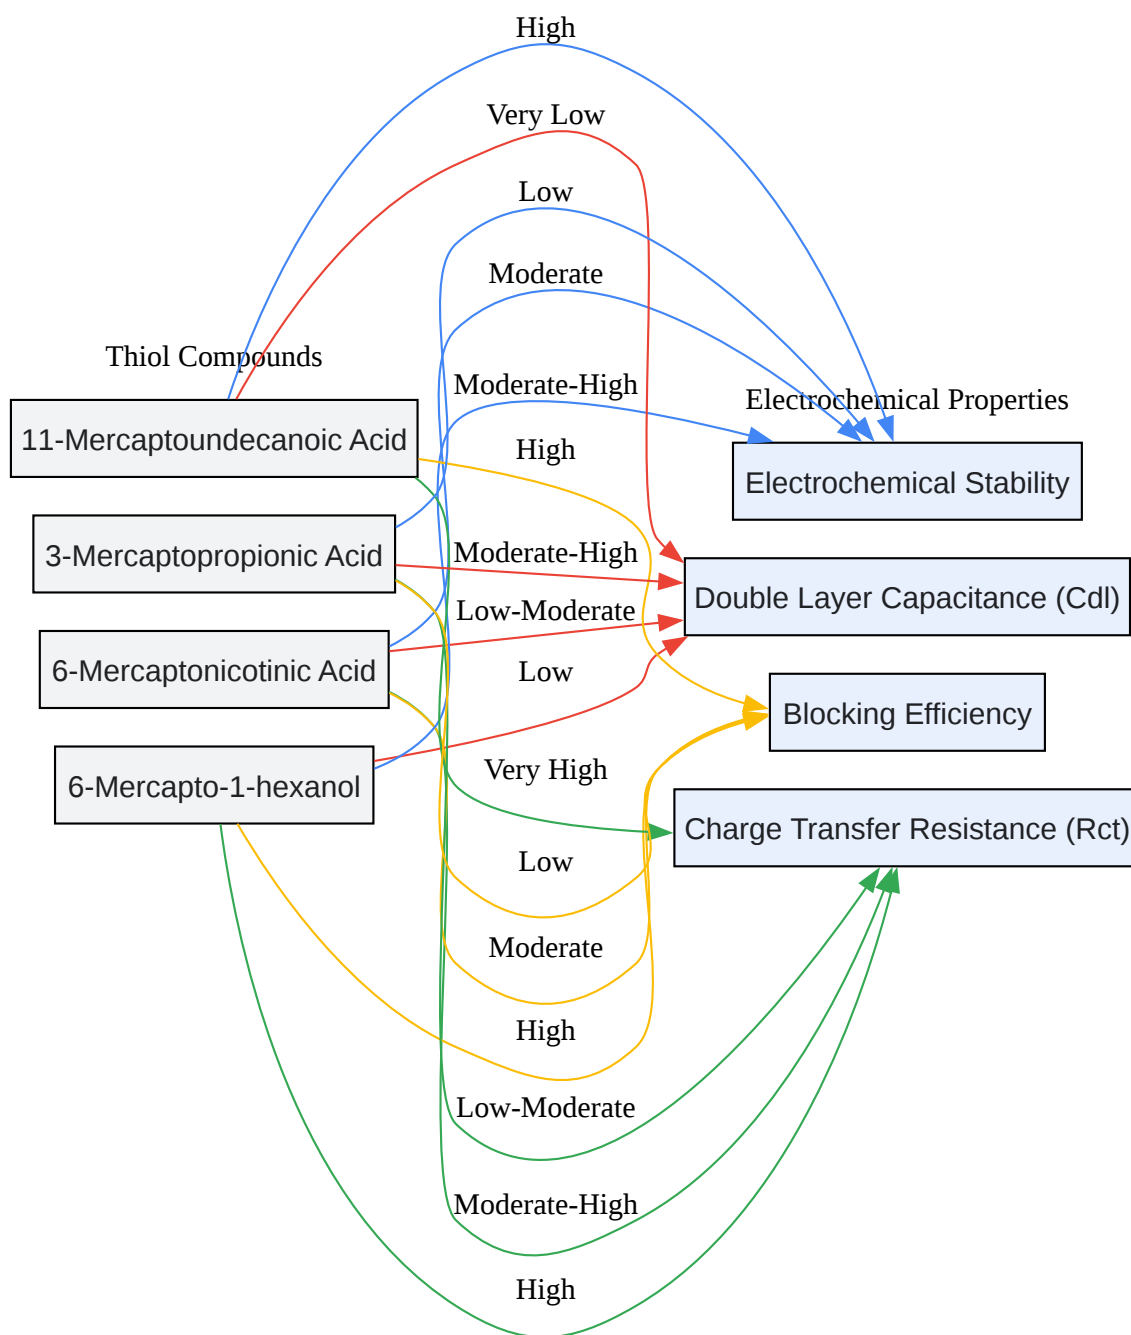 High
Very Low
Low
Moderate
Thiol Compounds
Moderate-High
Electrochemical Properties
11-Mercaptoundecanoic Acid
High
Electrochemical Stability
3-Mercaptopropionic Acid
Moderate-High
Double Layer Capacitance (Cdl)
Low-Moderate
6-Mercaptonicotinic Acid
Low
Blocking Efficiency
6-Mercapto-1-hexanol
Very High
Charge Transfer Resistance (Rct)
Low
Moderate
High
Low-Moderate
Moderate-High
High